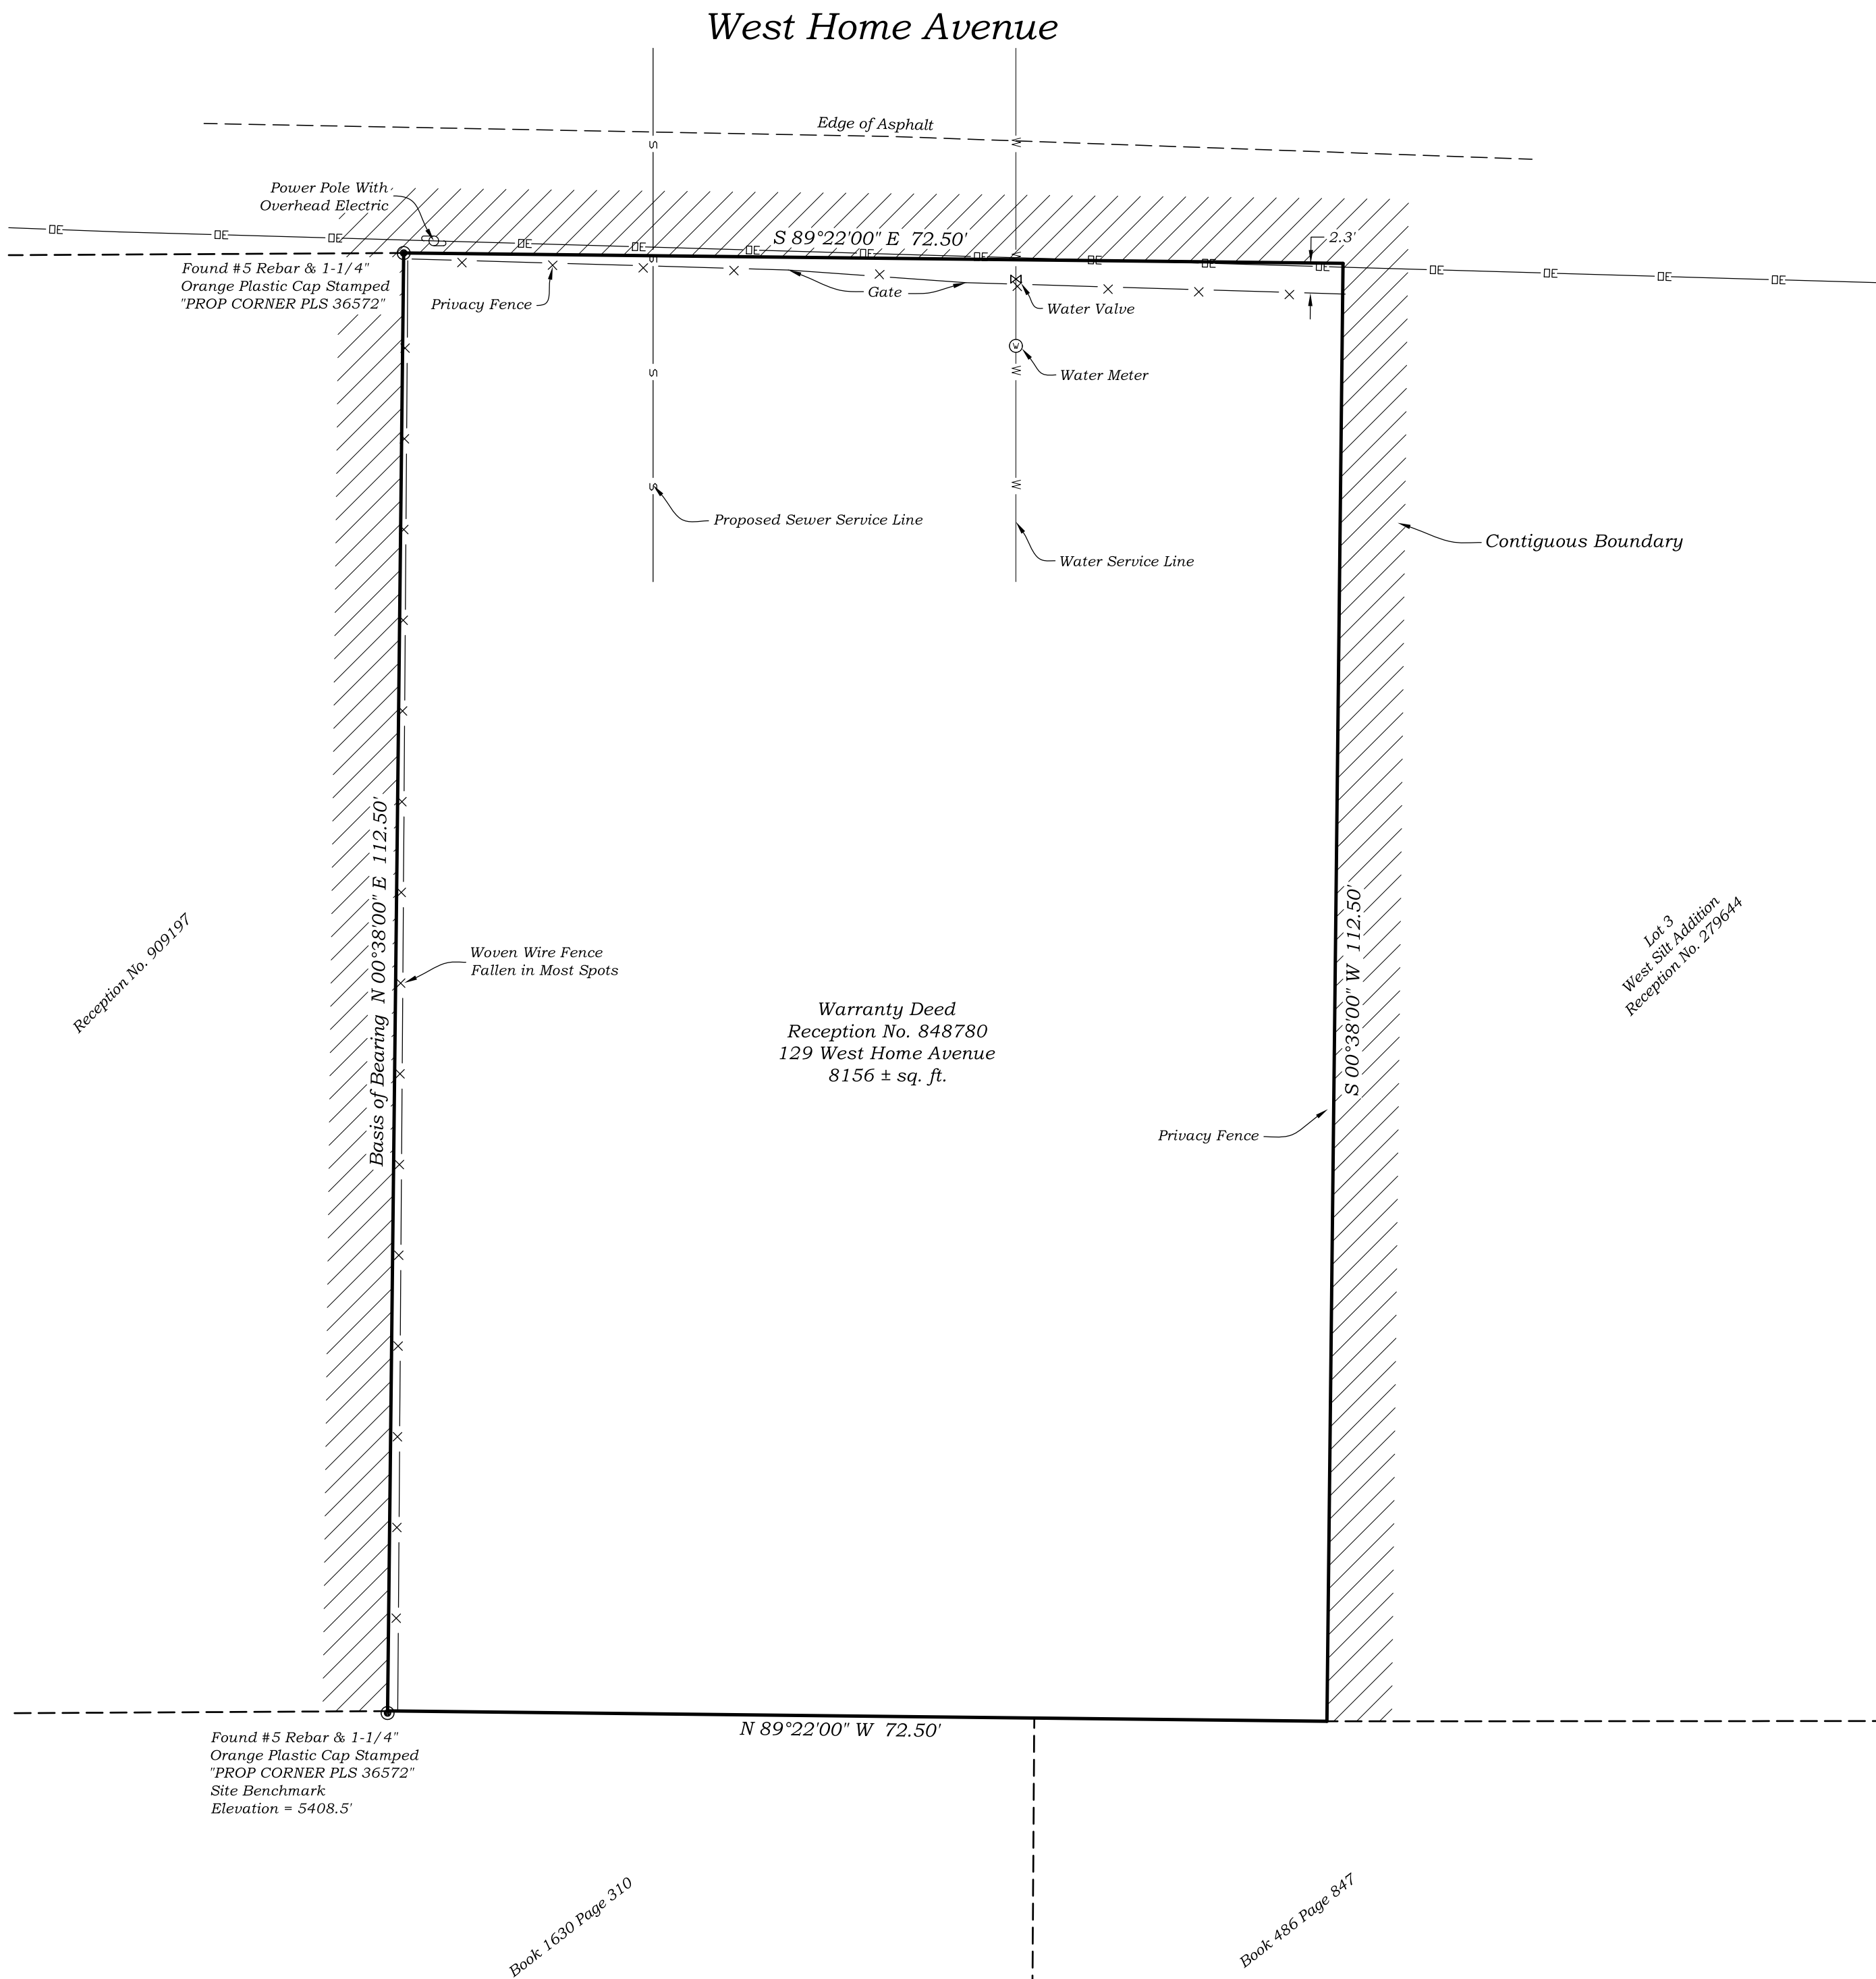 West Home Avenue
Edge of Asphalt
Power Pole With
Overhead Electric
S 89°22'00" E  72.50'
2.3'
Found #5 Rebar & 1-1/4"
Orange Plastic Cap Stamped
"PROP CORNER PLS 36572"
Privacy Fence
Gate
Water Valve
Water Meter
Proposed Sewer Service Line
Water Service Line
Contiguous Boundary
Basis of Bearing  N 00°38'00" E  112.50'
S 00°38'00" W  112.50'
Reception No. 909197
Woven Wire Fence
Fallen in Most Spots
Warranty Deed
Reception No. 848780
129 West Home Avenue
8156 ± sq. ft.
Lot 3
West Silt Addition
Reception No. 279644
Privacy Fence
N 89°22'00" W  72.50'
Found #5 Rebar & 1-1/4"
Orange Plastic Cap Stamped
"PROP CORNER PLS 36572"
Site Benchmark
Elevation = 5408.5'
Book 1630 Page 310
Book 486 Page 847